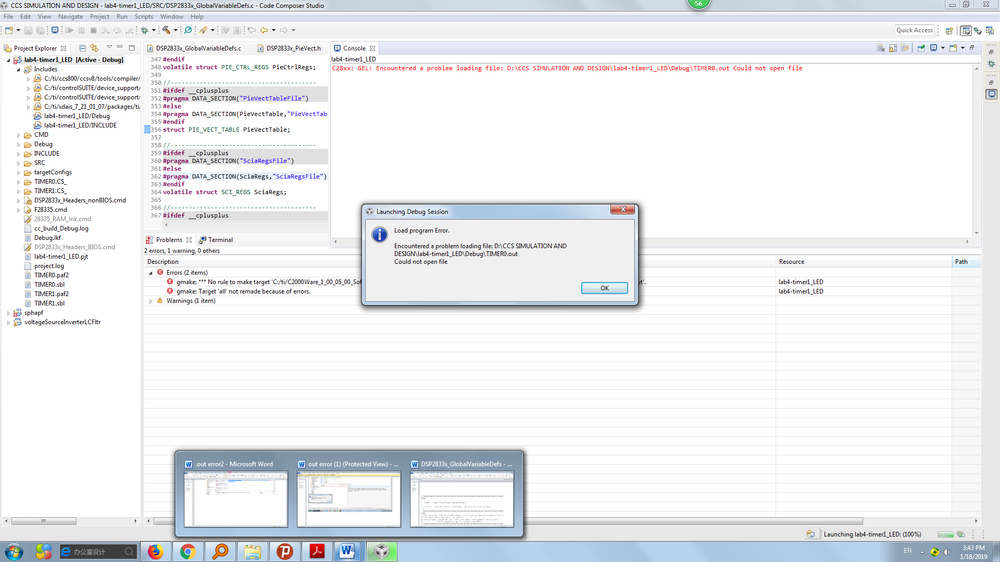 CCS SIMULATION AND DESIGN - lab4-timer1_LED/SRC/DSP2833x_GlobalVariableDefs.c - Code Composer Studio
56
File Edit View Navigate Project Run Scripts Window Help
Quick Access
Project Explorer
lab4-timer1_LED [Active - Debug]
Includes
C:/ti/ccs800/ccsv8/tools/compiler/
C:/ti/controlSUITE/device_support/
C:/ti/controlSUITE/device_support/
C:/ti/xdais_7_21_01_07/packages/ti/
lab4-timer1_LED/Debug
lab4-timer1_LED/INCLUDE
CMD
Debug
INCLUDE
SRC
targetConfigs
TIMER0.CS_
TIMER1.CS_
DSP2833x_Headers_nonBIOS.cmd
F28335.cmd
28335_RAM_lnk.cmd
cc_build_Debug.log
Debug.lkf
DSP2833x_Headers_BIOS.cmd
lab4-timer1_LED.pjt
project.log
TIMER0.paf2
TIMER0.sbl
TIMER1.paf2
TIMER1.sbl
sphapf
voltageSourceInverterLCFltr
DSP2833x_GlobalVariableDefs.c DSP2833x_PieVect.h
347 #endif
348 volatile struct PIE_CTRL_REGS PieCtrlRegs;
349
350 //----------------------------------------
351 #ifdef __cplusplus
352 #pragma DATA_SECTION("PieVectTableFile")
353 #else
354 #pragma DATA_SECTION(PieVectTable,"PieVectTab
355 #endif
356 struct PIE_VECT_TABLE PieVectTable;
357
358 //----------------------------------------
359 #ifdef __cplusplus
360 #pragma DATA_SECTION("SciaRegsFile")
361 #else
362 #pragma DATA_SECTION(SciaRegs,"SciaRegsFile")
363 #endif
364 volatile struct SCI_REGS SciaRegs;
365
366 //----------------------------------------
367 #ifdef __cplusplus
Console
lab4-timer1_LED
C28xx: GEL: Encountered a problem loading file: D:\CCS SIMULATION AND DESIGN\lab4-timer1_LED\Debug\TIMER0.out Could not open file
Launching Debug Session
Load program Error.
Encountered a problem loading file: D:\CCS SIMULATION AND
DESIGN\lab4-timer1_LED\Debug\TIMER0.out
Could not open file
OK
Problems Terminal
2 errors, 1 warning, 0 others
Description Resource Path
Errors (2 items)
gmake: *** No rule to make target 'C:/ti/C2000Ware_1_00_05_00_Sof ut'. lab4-timer1_LED
gmake: Target 'all' not remade because of errors. lab4-timer1_LED
Warnings (1 item)
.out error2 - Microsoft Word
out error (1) (Protected View) - ...
DSP2833x_GlobalVariableDefs - ...
Launching lab4-timer1_LED: (100%)
办公室设计
EN
3:43 PM
1/18/2019